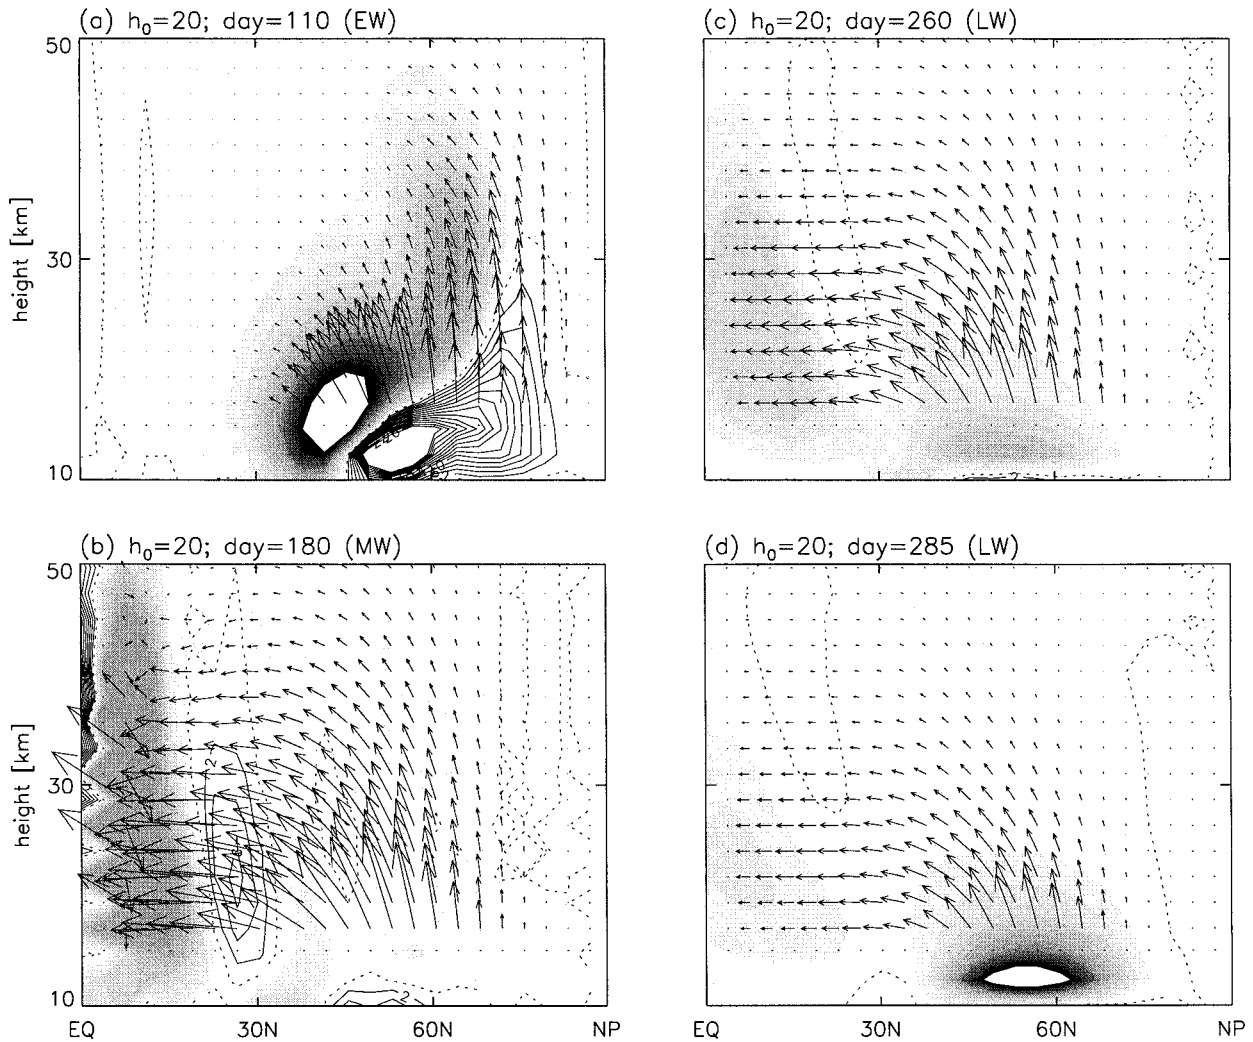 (a) h₀=20; day=110 (EW)
(c) h₀=20; day=260 (LW)
50
30
10
height [km]
(b) h₀=20; day=180 (MW)
(d) h₀=20; day=285 (LW)
50
30
10
height [km]
2
EQ 30N 60N NP
EQ 30N 60N NP